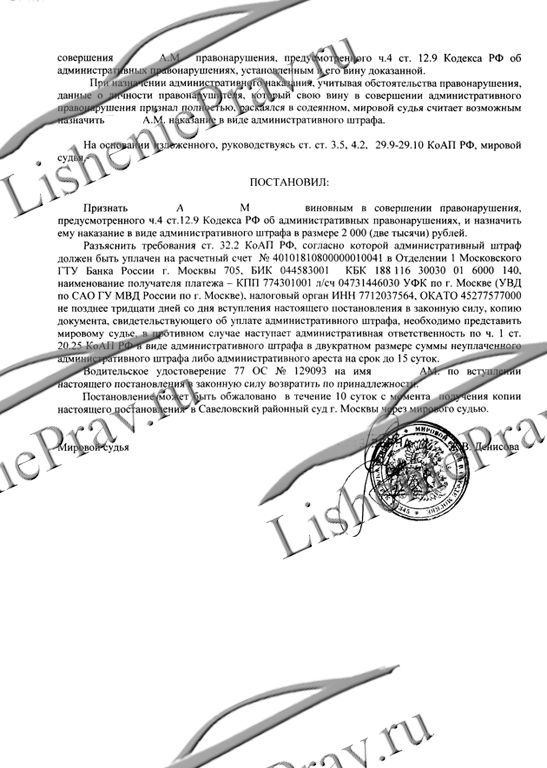 совершения А.М. правонарушения, предусмотренного ч.4 ст. 12.9 Кодекса РФ об
административных правонарушениях, установленным и его вину доказанной.
При назначении административного наказания, учитывая обстоятельства правонарушения,
данные о личности правонарушителя, который свою вину в совершении административного
правонарушения признал полностью, раскаялся в содеянном, мировой судья считает возможным
назначить А.М. наказание в виде административного штрафа.
На основании изложенного, руководствуясь ст. ст. 3.5, 4.2, 29.9-29.10 КоАП РФ, мировой
судья,-
ПОСТАНОВИЛ:
Признать А М виновным в совершении правонарушения,
предусмотренного ч.4 ст.12.9 Кодекса РФ об административных правонарушениях, и назначить
ему наказание в виде административного штрафа в размере 2 000 (две тысячи) рублей.
Разъяснить требования ст. 32.2 КоАП РФ, согласно которой административный штраф
должен быть уплачен на расчетный счет № 40101810800000010041 в Отделении 1 Московского
ГТУ Банка России г. Москвы 705, БИК 044583001 КБК 188 116 30030 01 6000 140,
наименование получателя платежа – КПП 774301001 л/сч 04731446030 УФК по г. Москве (УВД
по САО ГУ МВД России по г. Москве), налоговый орган ИНН 7712037564, ОКАТО 45277577000
не позднее тридцати дней со дня вступления настоящего постановления в законную силу, копию
документа, свидетельствующего об уплате административного штрафа, необходимо представить
мировому судье, в противном случае наступает административная ответственность по ч. 1 ст.
20.25 КоАП РФ в виде административного штрафа в двукратном размере суммы неуплаченного
административного штрафа либо административного ареста на срок до 15 суток.
Водительское удостоверение 77 ОС № 129093 на имя А.М. по вступлении
настоящего постановления в законную силу возвратить по принадлежности.
Постановление может быть обжаловано в течение 10 суток с момента получения копии
настоящего постановления в Савеловский районный суд г. Москвы через мирового судью.
Мировой судья В. Денисова
LisheniePrav.ru
LisheniePrav.ru
LisheniePrav.ru
LisheniePrav.ru
LisheniePrav.ru